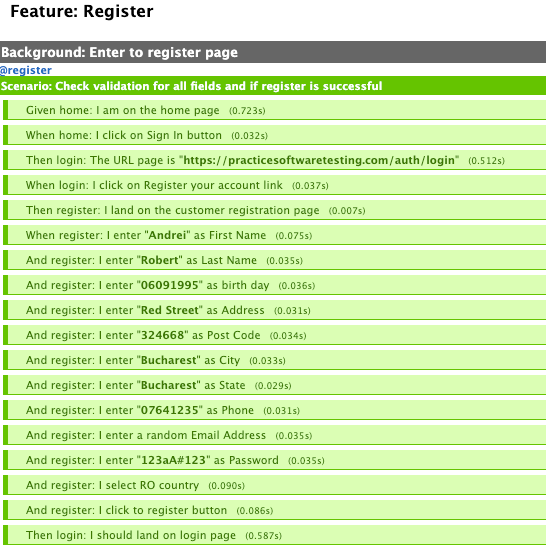 Feature: Register
Background: Enter to register page
@register
Scenario: Check validation for all fields and if register is successful
Given home: I am on the home page (0.723s)
When home: I click on Sign In button (0.032s)
Then login: The URL page is "https://practicesoftwaretesting.com/auth/login" (0.512s)
When login: I click on Register your account link (0.037s)
Then register: I land on the customer registration page (0.007s)
When register: I enter "Andrei" as First Name (0.075s)
And register: I enter "Robert" as Last Name (0.035s)
And register: I enter "06091995" as birth day (0.036s)
And register: I enter "Red Street" as Address (0.031s)
And register: I enter "324668" as Post Code (0.034s)
And register: I enter "Bucharest" as City (0.033s)
And register: I enter "Bucharest" as State (0.029s)
And register: I enter "07641235" as Phone (0.031s)
And register: I enter a random Email Address (0.035s)
And register: I enter "123aA#123" as Password (0.035s)
And register: I select RO country (0.090s)
And register: I click to register button (0.086s)
Then login: I should land on login page (0.587s)